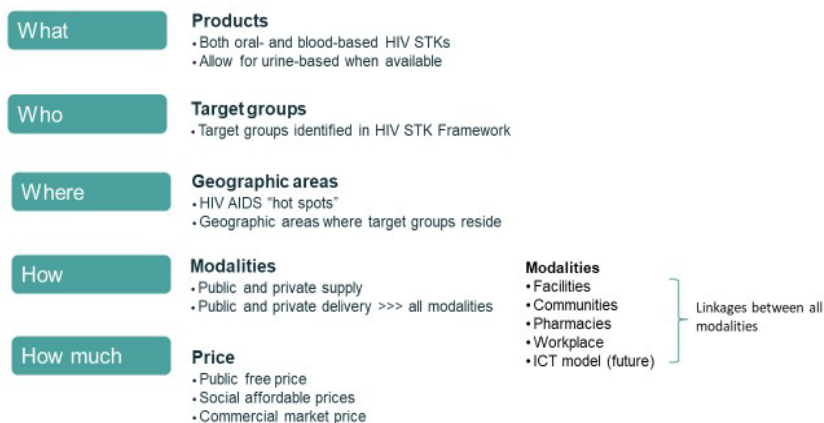 What
Products
• Both oral- and blood-based HIV STKs
• Allow for urine-based when available
Who
Target groups
• Target groups identified in HIV STK Framework
Where
Geographic areas
• HIV AIDS “hot spots”
• Geographic areas where target groups reside
How
Modalities
• Public and private supply
• Public and private delivery >>> all modalities
Modalities
• Facilities
• Communities
• Pharmacies
• Workplace
• ICT model (future)
Linkages between all
modalities
How much
Price
• Public free price
• Social affordable prices
• Commercial market price